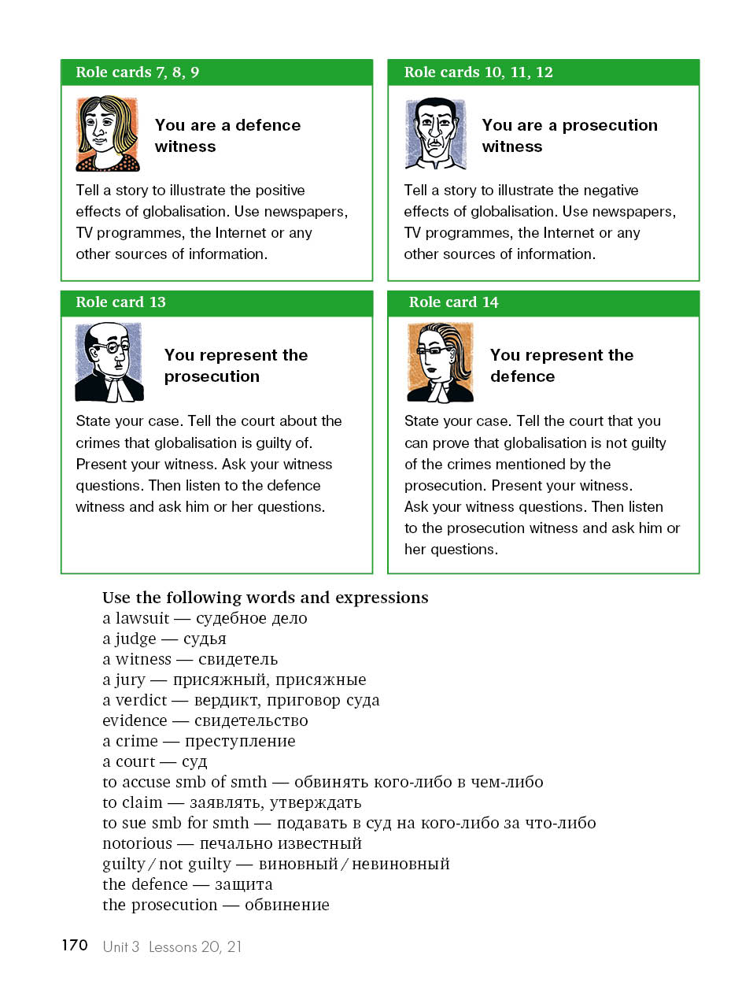 Role cards 7, 8, 9
You are a defence
witness
Tell a story to illustrate the positive
effects of globalisation. Use newspapers,
TV programmes, the Internet or any
other sources of information.
Role cards 10, 11, 12
You are a prosecution
witness
Tell a story to illustrate the negative
effects of globalisation. Use newspapers,
TV programmes, the Internet or any
other sources of information.
Role card 13
You represent the
prosecution
State your case. Tell the court about the
crimes that globalisation is guilty of.
Present your witness. Ask your witness
questions. Then listen to the defence
witness and ask him or her questions.
Role card 14
You represent the
defence
State your case. Tell the court that you
can prove that globalisation is not guilty
of the crimes mentioned by the
prosecution. Present your witness.
Ask your witness questions. Then listen
to the prosecution witness and ask him or
her questions.
Use the following words and expressions
a lawsuit — судебное дело
a judge — судья
a witness — свидетель
a jury — присяжный, присяжные
a verdict — вердикт, приговор суда
evidence — свидетельство
a crime — преступление
a court — суд
to accuse smb of smth — обвинять кого-либо в чем-либо
to claim — заявлять, утверждать
to sue smb for smth — подавать в суд на кого-либо за что-либо
notorious — печально известный
guilty / not guilty — виновный / невиновный
the defence — защита
the prosecution — обвинение
170 Unit 3 Lessons 20, 21